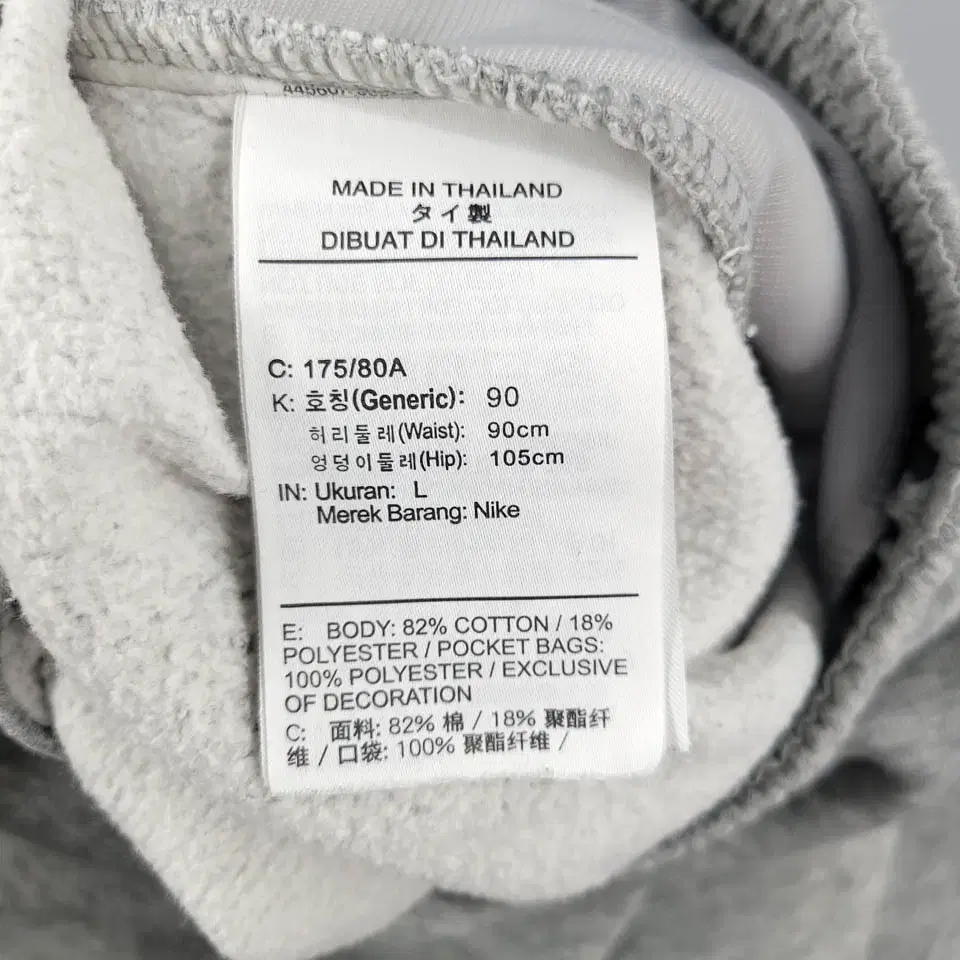 MADE IN THAILAND
タイ製
DIBUAT DI THAILAND
C: 175/80A
K: 호칭(Generic): 90
허리둘레(Waist): 90cm
엉덩이둘레(Hip): 105cm
IN: Ukuran: L
Merek Barang: Nike
E: BODY: 82% COTTON / 18%
POLYESTER / POCKET BAGS:
100% POLYESTER / EXCLUSIVE
OF DECORATION
C: 面料: 82% 棉 / 18% 聚酯纤
维 / 口袋: 100% 聚酯纤维 /